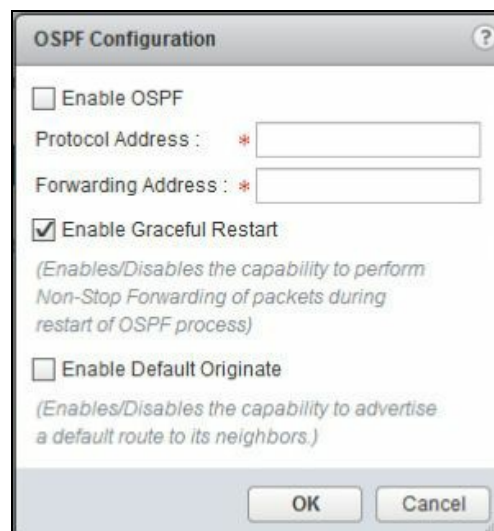 OSPF Configuration ?
Enable OSPF
Protocol Address : *
Forwarding Address : *
Enable Graceful Restart
(Enables/Disables the capability to perform
Non-Stop Forwarding of packets during
restart of OSPF process)
Enable Default Originate
(Enables/Disables the capability to advertise
a default route to its neighbors.)
OK Cancel